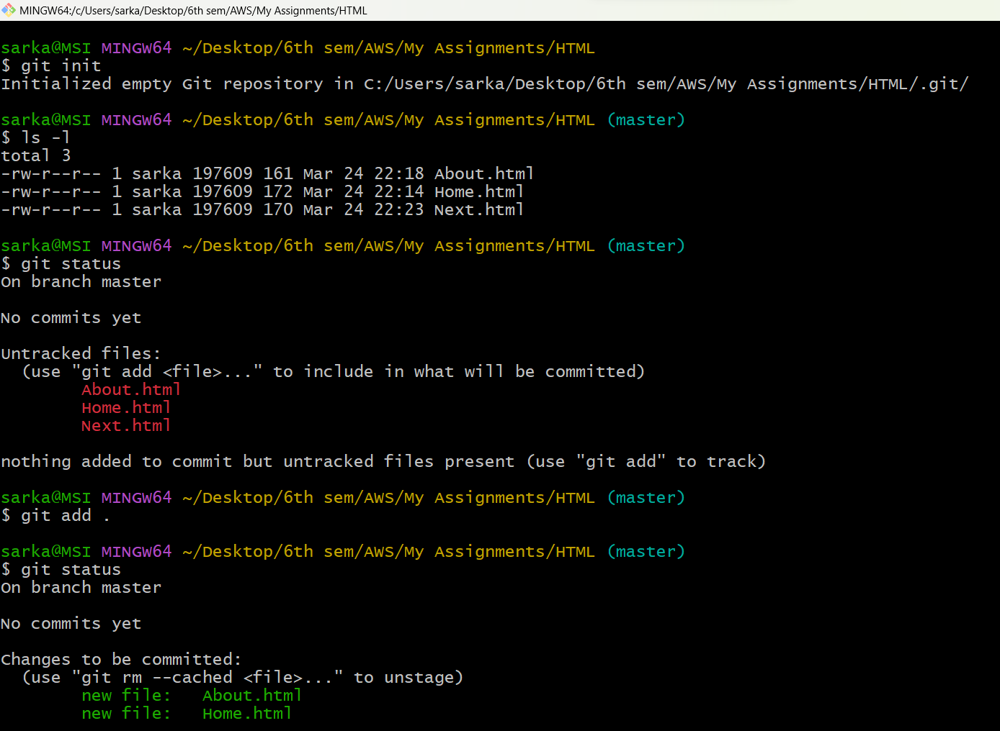 MINGW64:/c/Users/sarka/Desktop/6th sem/AWS/My Assignments/HTML
sarka@MSI MINGW64 ~/Desktop/6th sem/AWS/My Assignments/HTML
$ git init
Initialized empty Git repository in C:/Users/sarka/Desktop/6th sem/AWS/My Assignments/HTML/.git/
sarka@MSI MINGW64 ~/Desktop/6th sem/AWS/My Assignments/HTML (master)
$ ls -l
total 3
-rw-r--r-- 1 sarka 197609 161 Mar 24 22:18 About.html
-rw-r--r-- 1 sarka 197609 172 Mar 24 22:14 Home.html
-rw-r--r-- 1 sarka 197609 170 Mar 24 22:23 Next.html
sarka@MSI MINGW64 ~/Desktop/6th sem/AWS/My Assignments/HTML (master)
$ git status
On branch master
No commits yet
Untracked files:
  (use "git add <file>..." to include in what will be committed)
        About.html
        Home.html
        Next.html
nothing added to commit but untracked files present (use "git add" to track)
sarka@MSI MINGW64 ~/Desktop/6th sem/AWS/My Assignments/HTML (master)
$ git add .
sarka@MSI MINGW64 ~/Desktop/6th sem/AWS/My Assignments/HTML (master)
$ git status
On branch master
No commits yet
Changes to be committed:
  (use "git rm --cached <file>..." to unstage)
        new file:   About.html
        new file:   Home.html